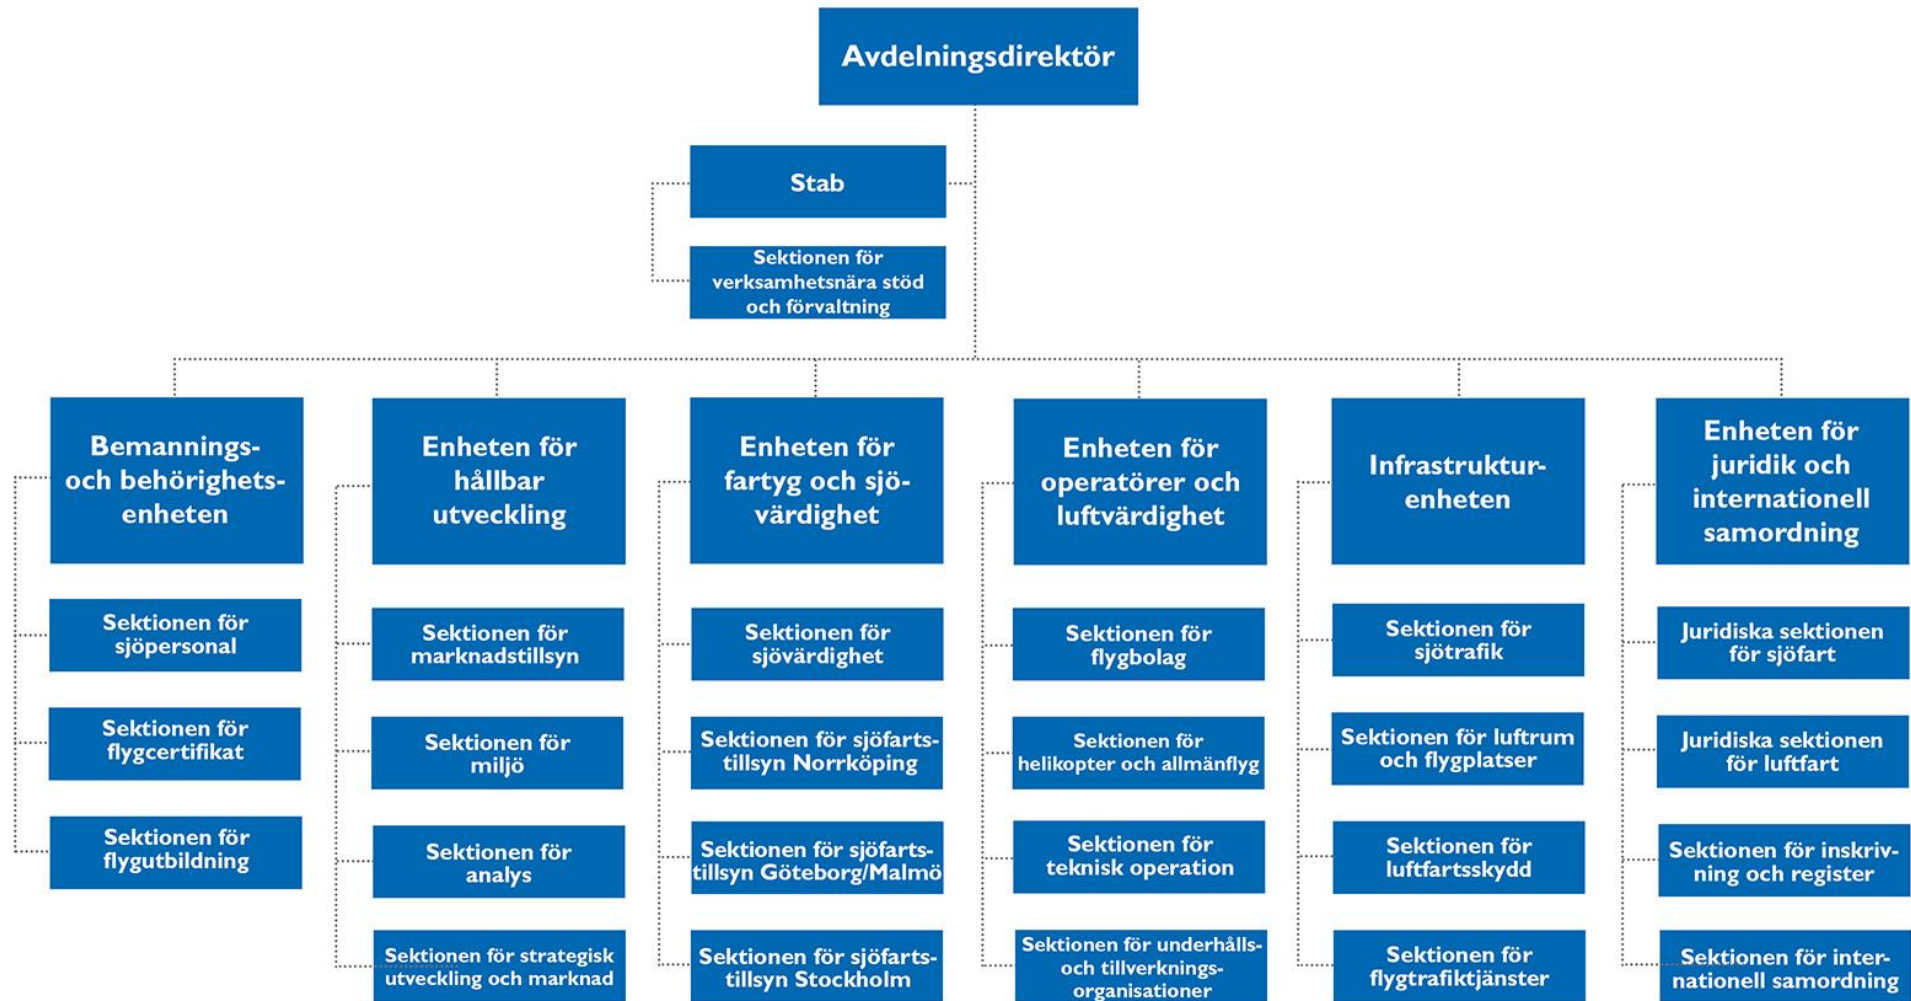 Avdelningsdirektör
Stab
Sektionen för
verksamhetsnära stöd
och förvaltning
Bemannings-
och behörighets-
enheten
Sektionen för
sjöpersonal
Sektionen för
flygcertifikat
Sektionen för
flygutbildning
Enheten för
hållbar
utveckling
Sektionen för
marknadstillsyn
Sektionen för
miljö
Sektionen för
analys
Sektionen för strategisk
utveckling och marknad
Enheten för
fartyg och sjö-
värdighet
Sektionen för
sjövärdighet
Sektionen för sjöfarts-
tillsyn Norrköping
Sektionen för sjöfarts-
tillsyn Göteborg/Malmö
Sektionen för sjöfarts-
tillsyn Stockholm
Enheten för
operatörer och
luftvärdighet
Sektionen för
flygbolag
Sektionen för
helikopter och allmänflyg
Sektionen för
teknisk operation
Sektionen för underhålls-
och tillverknings-
organisationer
Infrastruktur-
enheten
Sektionen för
sjötrafik
Sektionen för luftrum
och flygplatser
Sektionen för
luftfartsskydd
Sektionen för
flygtrafiktjänster
Enheten för
juridik och
internationell
samordning
Juridiska sektionen
för sjöfart
Juridiska sektionen
för luftfart
Sektionen för inskriv-
ning och register
Sektionen för inter-
nationell samordning